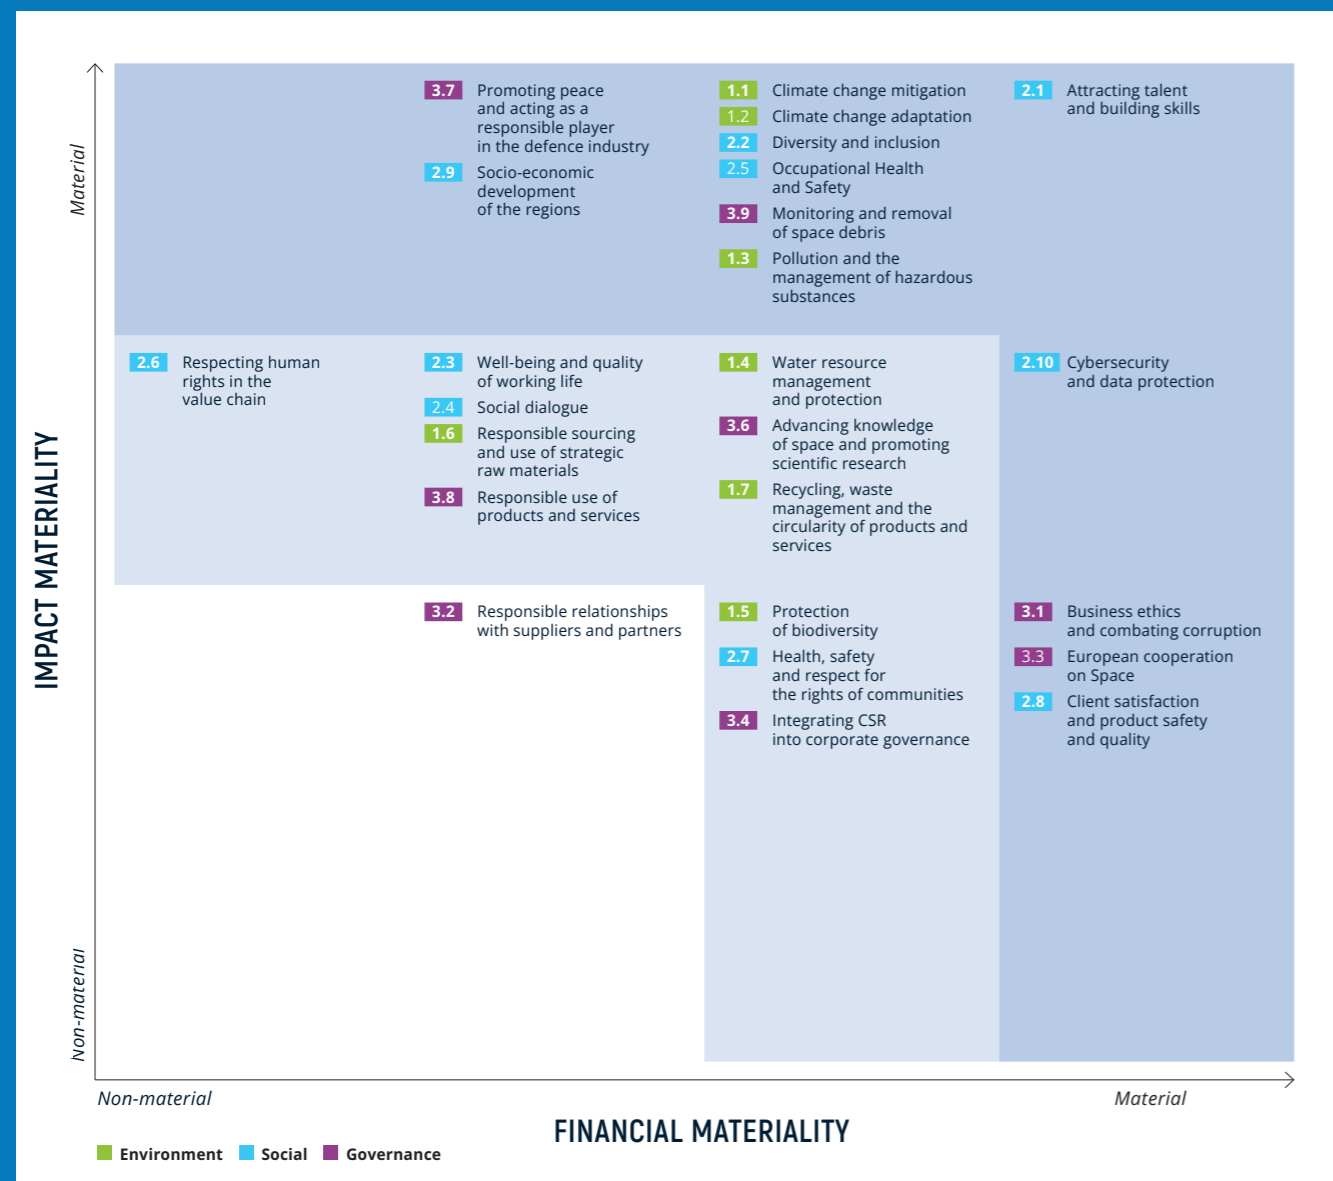 IMPACT MATERIALITY
Material
Non-material
3.7 Promoting peace
and acting as a
responsible player
in the defence industry
2.9 Socio-economic
development
of the regions
1.1 Climate change mitigation
1.2 Climate change adaptation
2.2 Diversity and inclusion
2.5 Occupational Health
and Safety
3.9 Monitoring and removal
of space debris
1.3 Pollution and the
management of hazardous
substances
2.1 Attracting talent
and building skills
2.6 Respecting human
rights in the
value chain
2.3 Well-being and quality
of working life
2.4 Social dialogue
1.6 Responsible sourcing
and use of strategic
raw materials
3.8 Responsible use of
products and services
1.4 Water resource
management
and protection
3.6 Advancing knowledge
of space and promoting
scientific research
1.7 Recycling, waste
management and the
circularity of products and
services
2.10 Cybersecurity
and data protection
3.2 Responsible relationships
with suppliers and partners
1.5 Protection
of biodiversity
2.7 Health, safety
and respect for
the rights of communities
3.4 Integrating CSR
into corporate governance
3.1 Business ethics
and combating corruption
3.3 European cooperation
on Space
2.8 Client satisfaction
and product safety
and quality
Non-material
Material
FINANCIAL MATERIALITY
Environment Social Governance